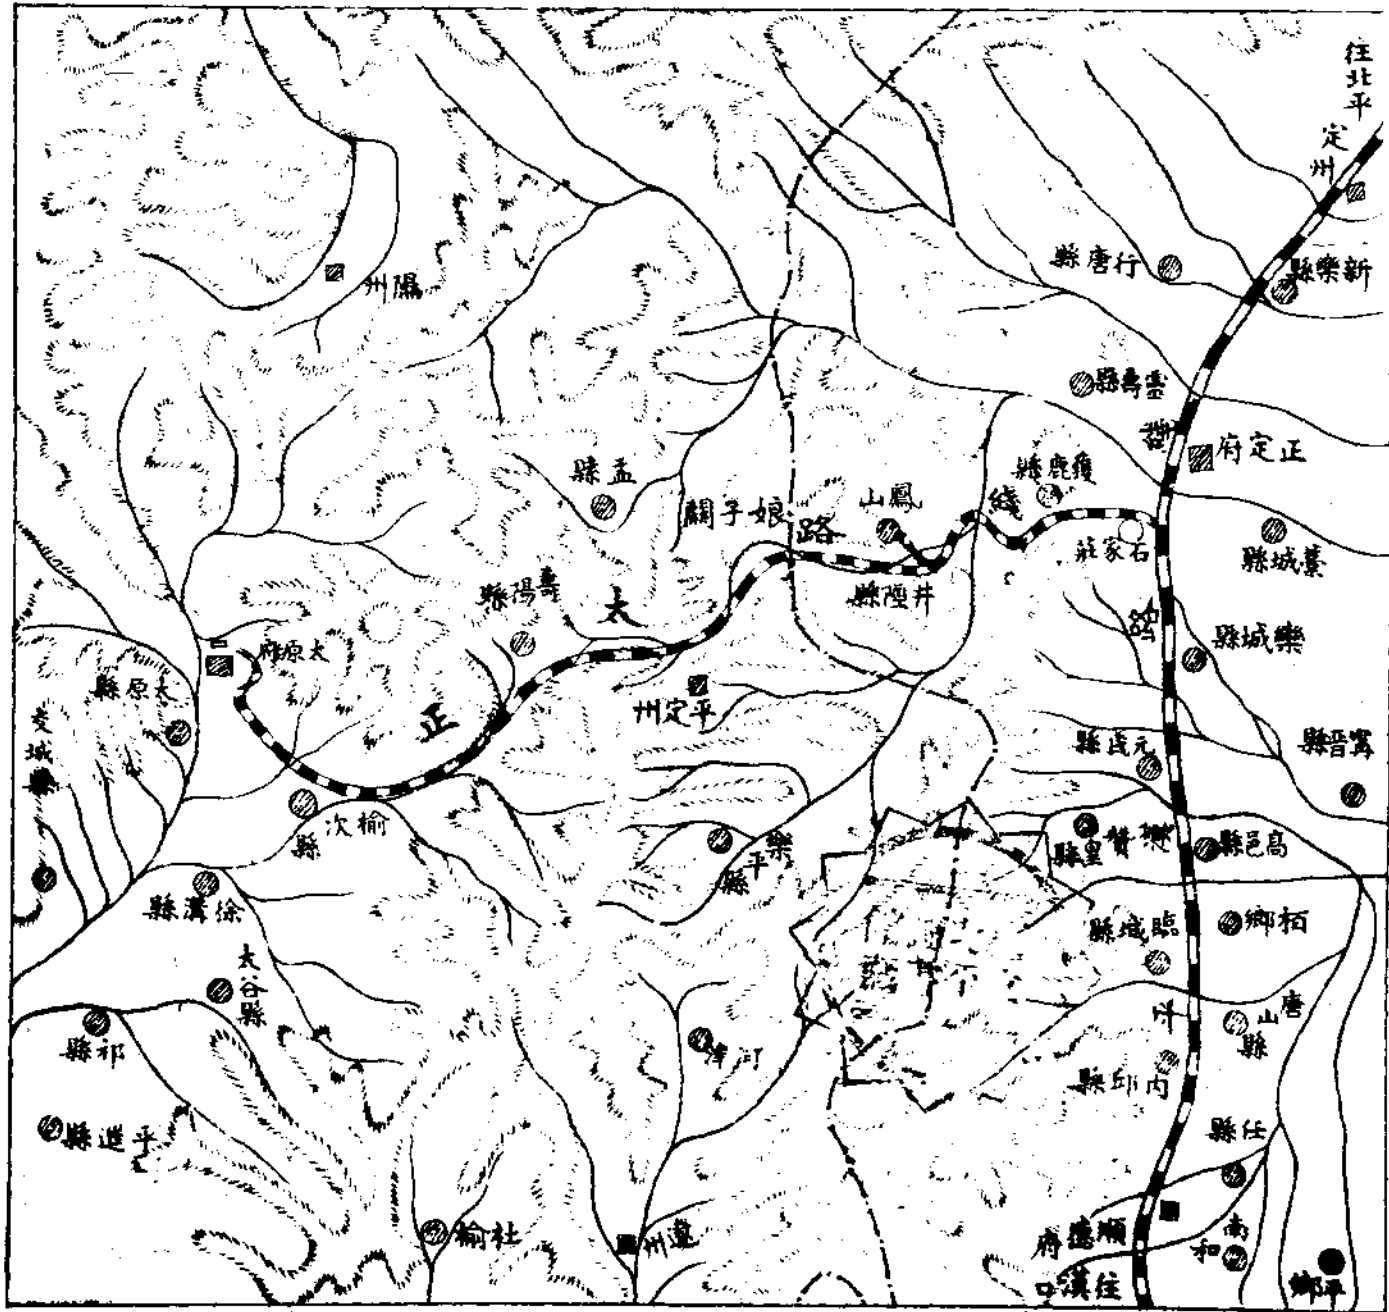 往北平
定州
新樂縣
行唐縣
靈壽縣
正定府
獲鹿縣
線
鳳山
路
娘子關
盂縣
石家莊
藁城縣
井陘縣
壽陽縣
太
路
欒城縣
太原府
太原縣
平定州
正
交城縣
元氏縣
寧晉縣
榆次縣
樂平縣
贊皇縣
高邑縣
徐溝縣
臨城縣
柏鄉
太谷縣
唐山縣
平
祁縣
內邱縣
平遙縣
任縣
社榆
遼州
順德府
南和
平鄉
往漢口